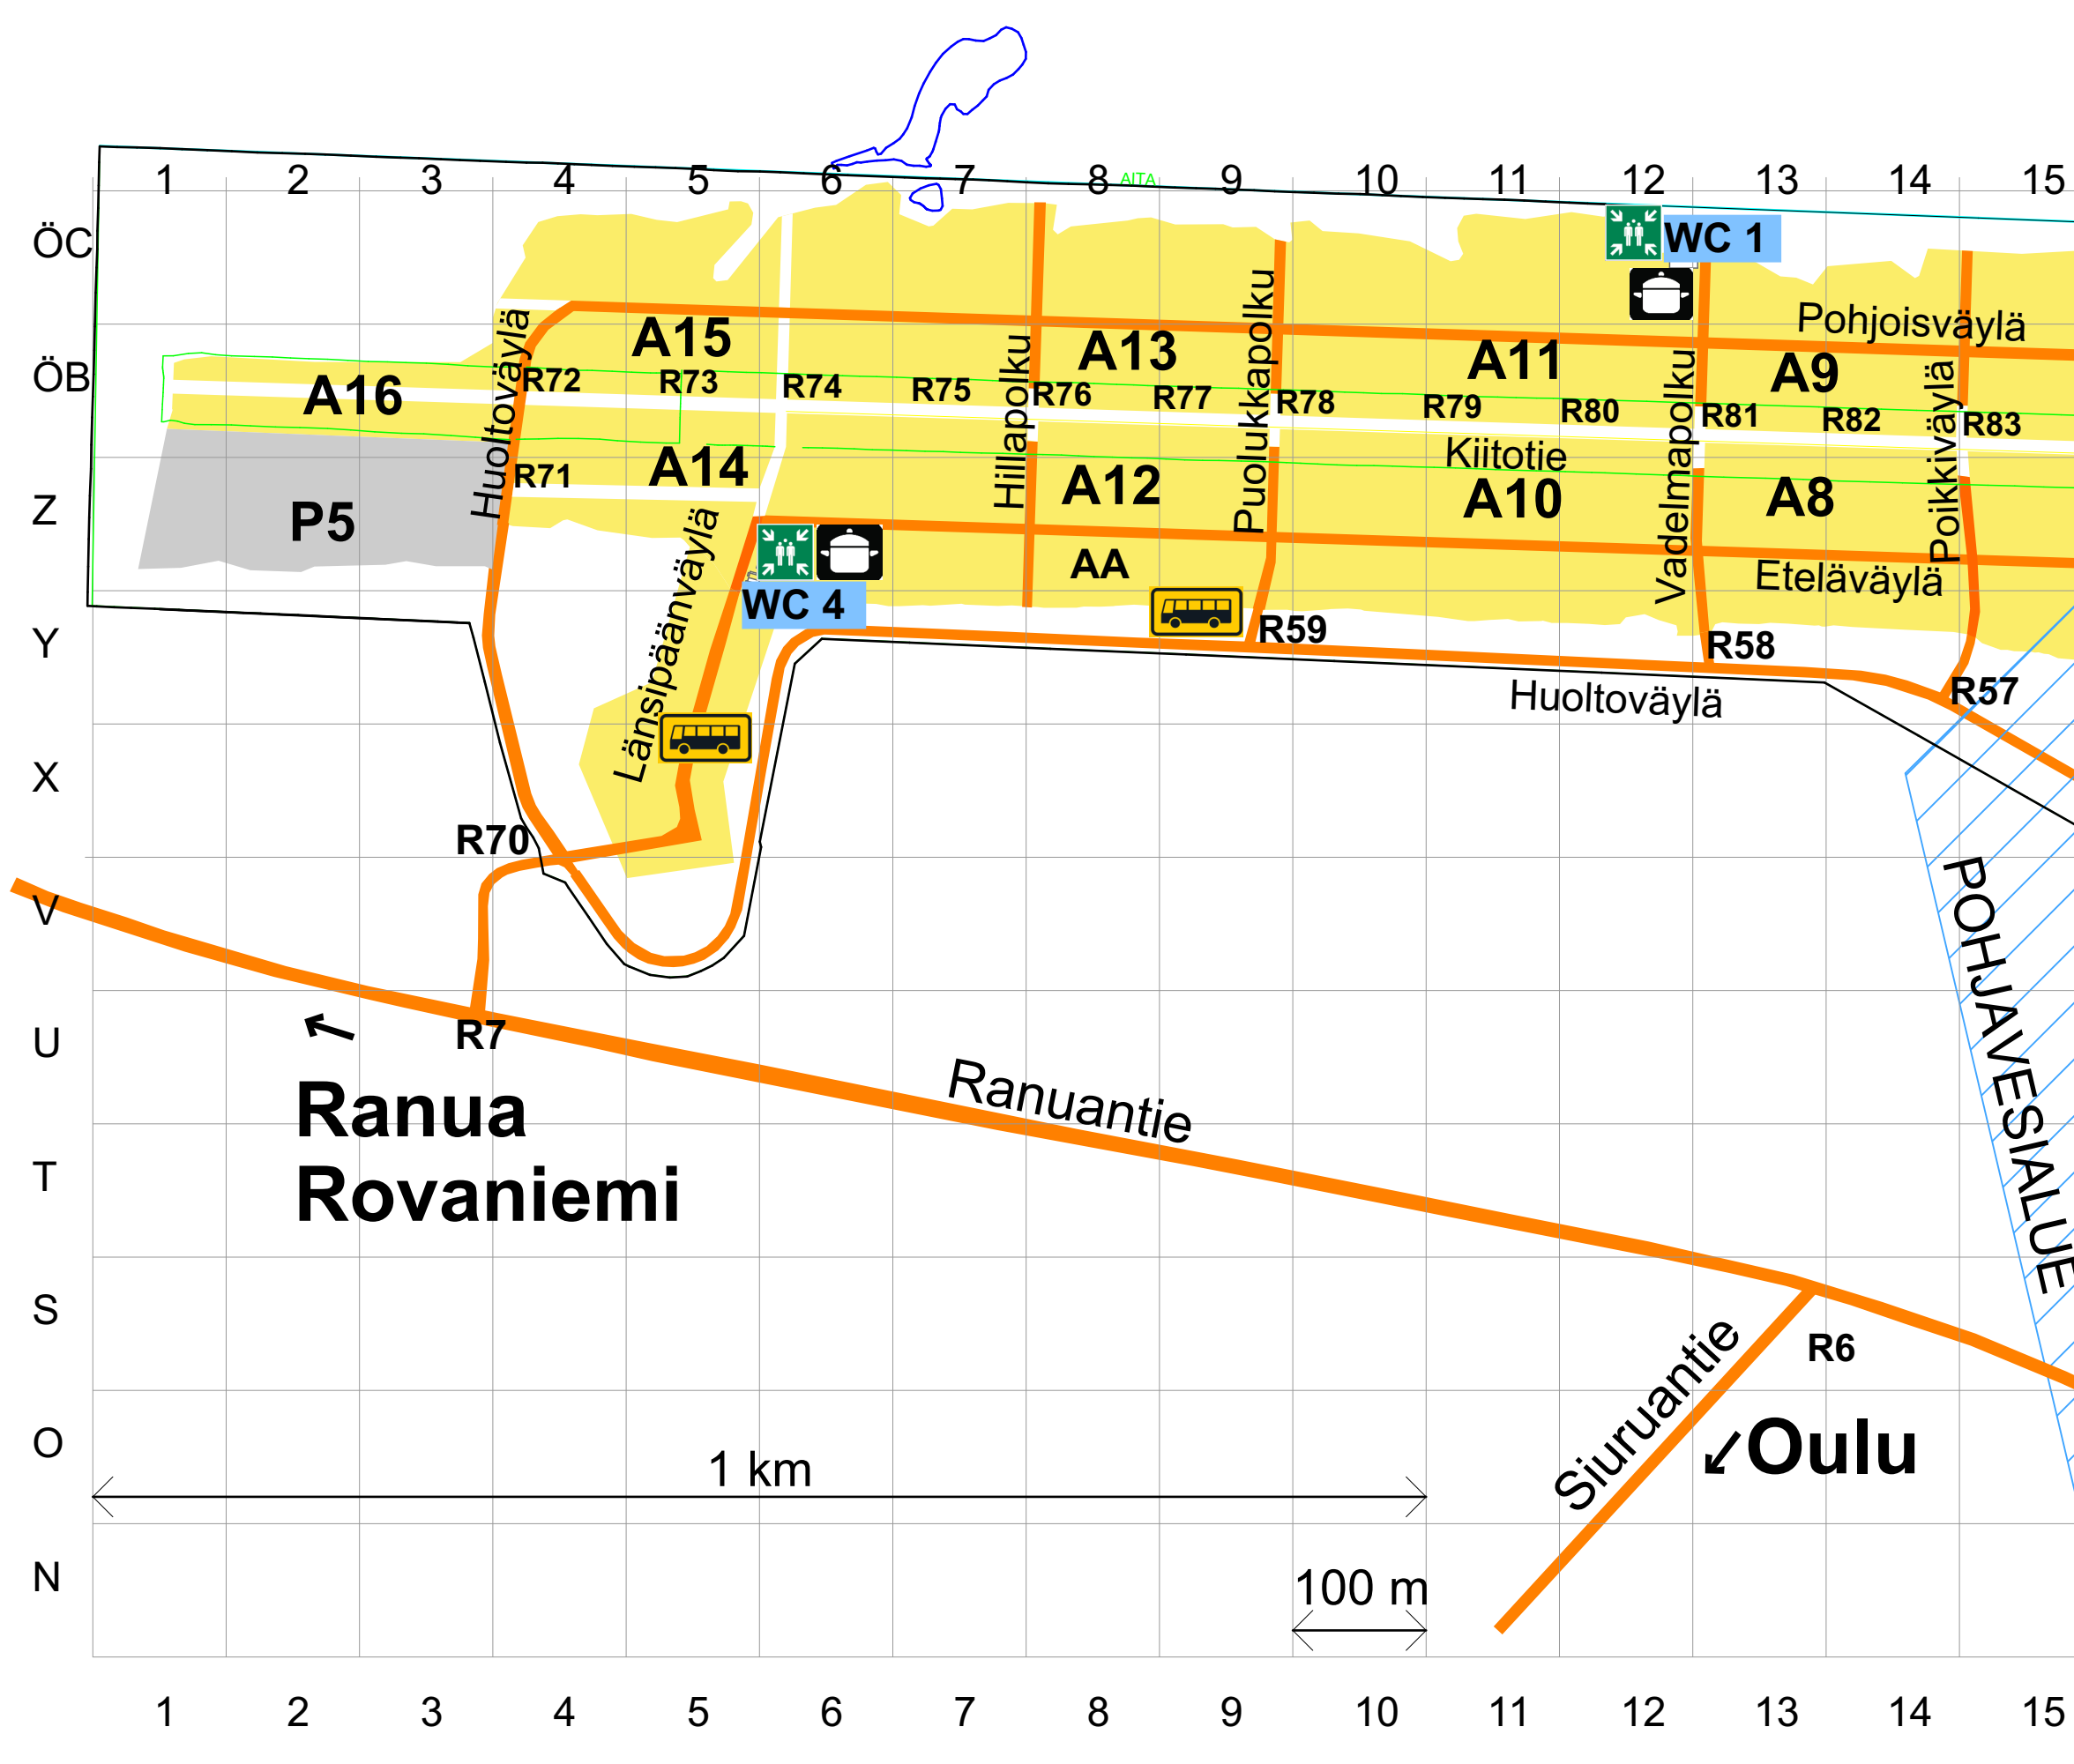 1 2 3 4 5 6 7 8 AITA 9 10 11 12 13 14 15
ÖC
WC 1
Pohjoisväylä
A15
A13
A11
A9
ÖB
A16
R72
R73
R74
R75
R76
R77
R78
R79
R80
R81
R82
R83
Huoltoväylä
Hillapolku
Puolukkapolku
Vadelmapolku
Poikkiväylä
Kiitotie
R71
A14
A12
A10
A8
Z
P5
AA
Eteläväylä
Länsipäänväylä
WC 4
Y
R59
R58
R57
Huoltoväylä
X
R70
V
POHJAVESIALUE
U
R7
Ranua
Rovaniemi
Ranuantie
T
S
Siuruantie
R6
O
Oulu
1 km
N
100 m
1 2 3 4 5 6 7 8 9 10 11 12 13 14 15